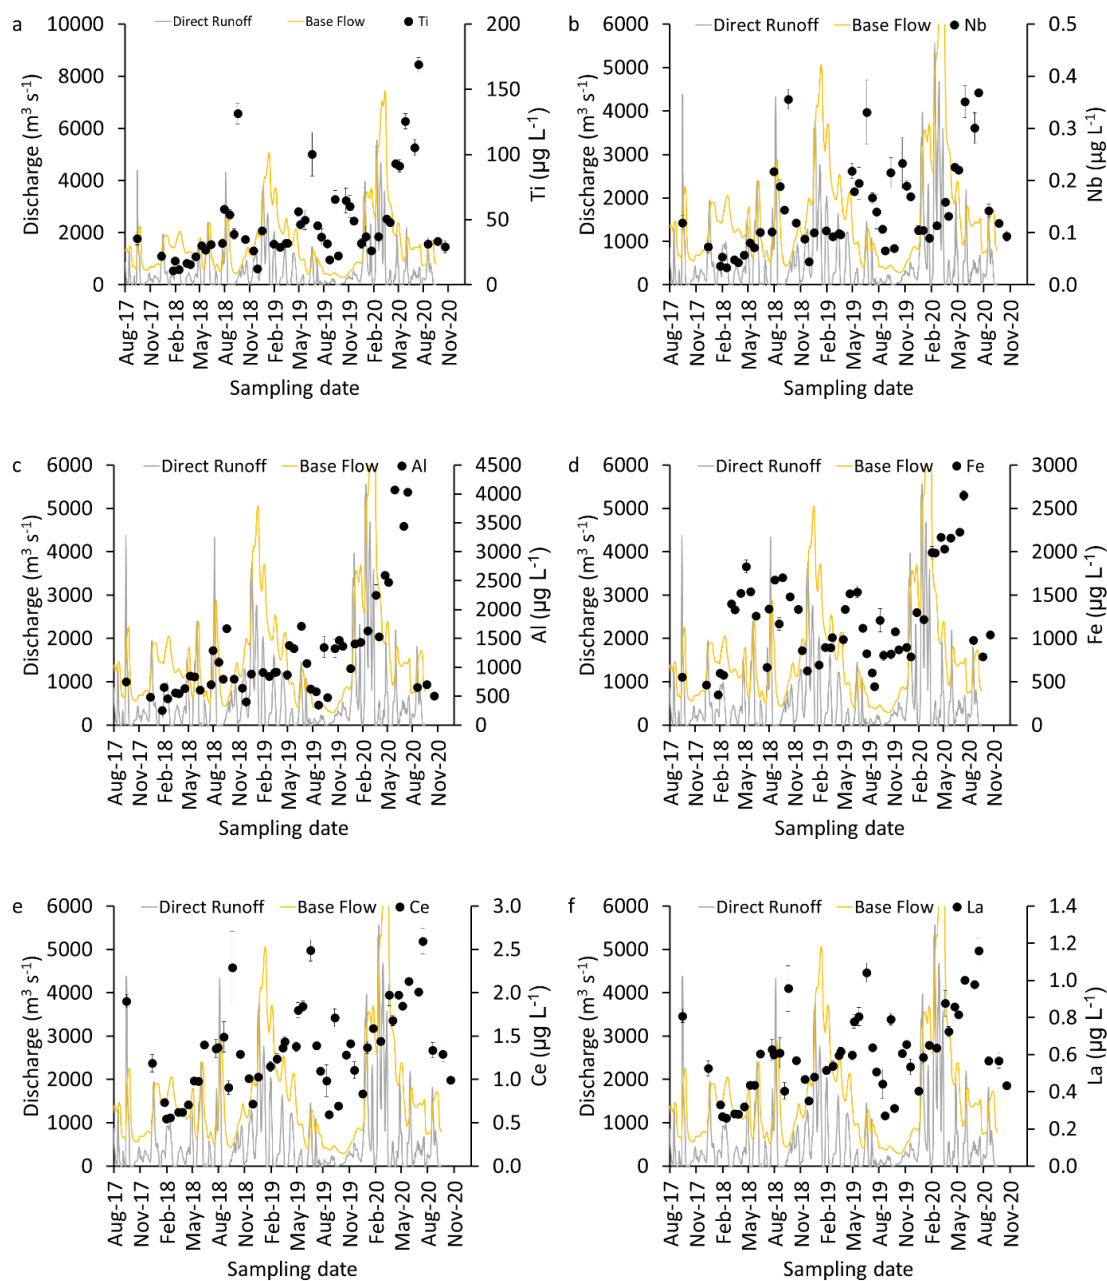 a
Direct Runoff
Base Flow
Ti
10000
8000
6000
4000
2000
0
Discharge (m³ s⁻¹)
200
150
100
50
0
Ti (µg L⁻¹)
Aug-17
Nov-17
Feb-18
May-18
Aug-18
Nov-18
Feb-19
May-19
Aug-19
Nov-19
Feb-20
May-20
Aug-20
Nov-20
Sampling date
b
Direct Runoff
Base Flow
Nb
6000
5000
4000
3000
2000
1000
0
Discharge (m³ s⁻¹)
0.5
0.4
0.3
0.2
0.1
0.0
Nb (µg L⁻¹)
Aug-17
Nov-17
Feb-18
May-18
Aug-18
Nov-18
Feb-19
May-19
Aug-19
Nov-19
Feb-20
May-20
Aug-20
Nov-20
Sampling date
c
Direct Runoff
Base Flow
Al
6000
5000
4000
3000
2000
1000
0
Discharge (m³ s⁻¹)
4500
4000
3500
3000
2500
2000
1500
1000
500
0
Al (µg L⁻¹)
Aug-17
Nov-17
Feb-18
May-18
Aug-18
Nov-18
Feb-19
May-19
Aug-19
Nov-19
Feb-20
May-20
Aug-20
Nov-20
Sampling date
d
Direct Runoff
Base Flow
Fe
6000
5000
4000
3000
2000
1000
0
Discharge (m³ s⁻¹)
3000
2500
2000
1500
1000
500
0
Fe (µg L⁻¹)
Aug-17
Nov-17
Feb-18
May-18
Aug-18
Nov-18
Feb-19
May-19
Aug-19
Nov-19
Feb-20
May-20
Aug-20
Nov-20
Sampling date
e
Direct Runoff
Base Flow
Ce
6000
5000
4000
3000
2000
1000
0
Discharge (m³ s⁻¹)
3.0
2.5
2.0
1.5
1.0
0.5
0.0
Ce (µg L⁻¹)
Aug-17
Nov-17
Feb-18
May-18
Aug-18
Nov-18
Feb-19
May-19
Aug-19
Nov-19
Feb-20
May-20
Aug-20
Nov-20
Sampling date
f
Direct Runoff
Base Flow
La
6000
5000
4000
3000
2000
1000
0
Discharge (m³ s⁻¹)
1.4
1.2
1.0
0.8
0.6
0.4
0.2
0.0
La (µg L⁻¹)
Aug-17
Nov-17
Feb-18
May-18
Aug-18
Nov-18
Feb-19
May-19
Aug-19
Nov-19
Feb-20
May-20
Aug-20
Nov-20
Sampling date